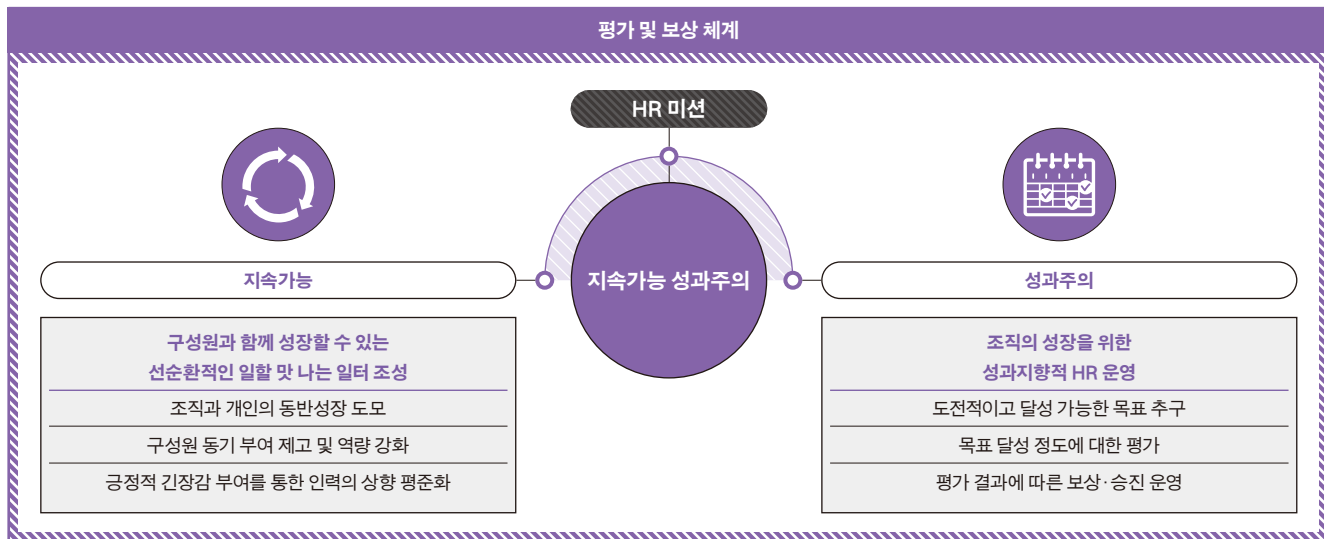 평가 및 보상 체계
HR 미션
지속가능 성과주의
지속가능
구성원과 함께 성장할 수 있는
선순환적인 일할 맛 나는 일터 조성
조직과 개인의 동반성장 도모
구성원 동기 부여 제고 및 역량 강화
긍정적 긴장감 부여를 통한 인력의 상향 평준화
성과주의
조직의 성장을 위한
성과지향적 HR 운영
도전적이고 달성 가능한 목표 추구
목표 달성 정도에 대한 평가
평가 결과에 따른 보상·승진 운영